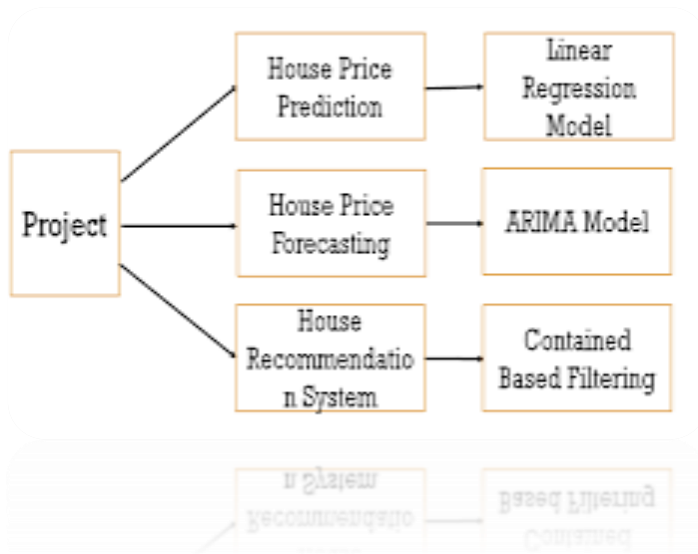 Project
House Price
Prediction
Linear
Regression
Model
House Price
Forecasting
ARIMA Model
House
Recommendatio
n System
Contained
Based Filtering